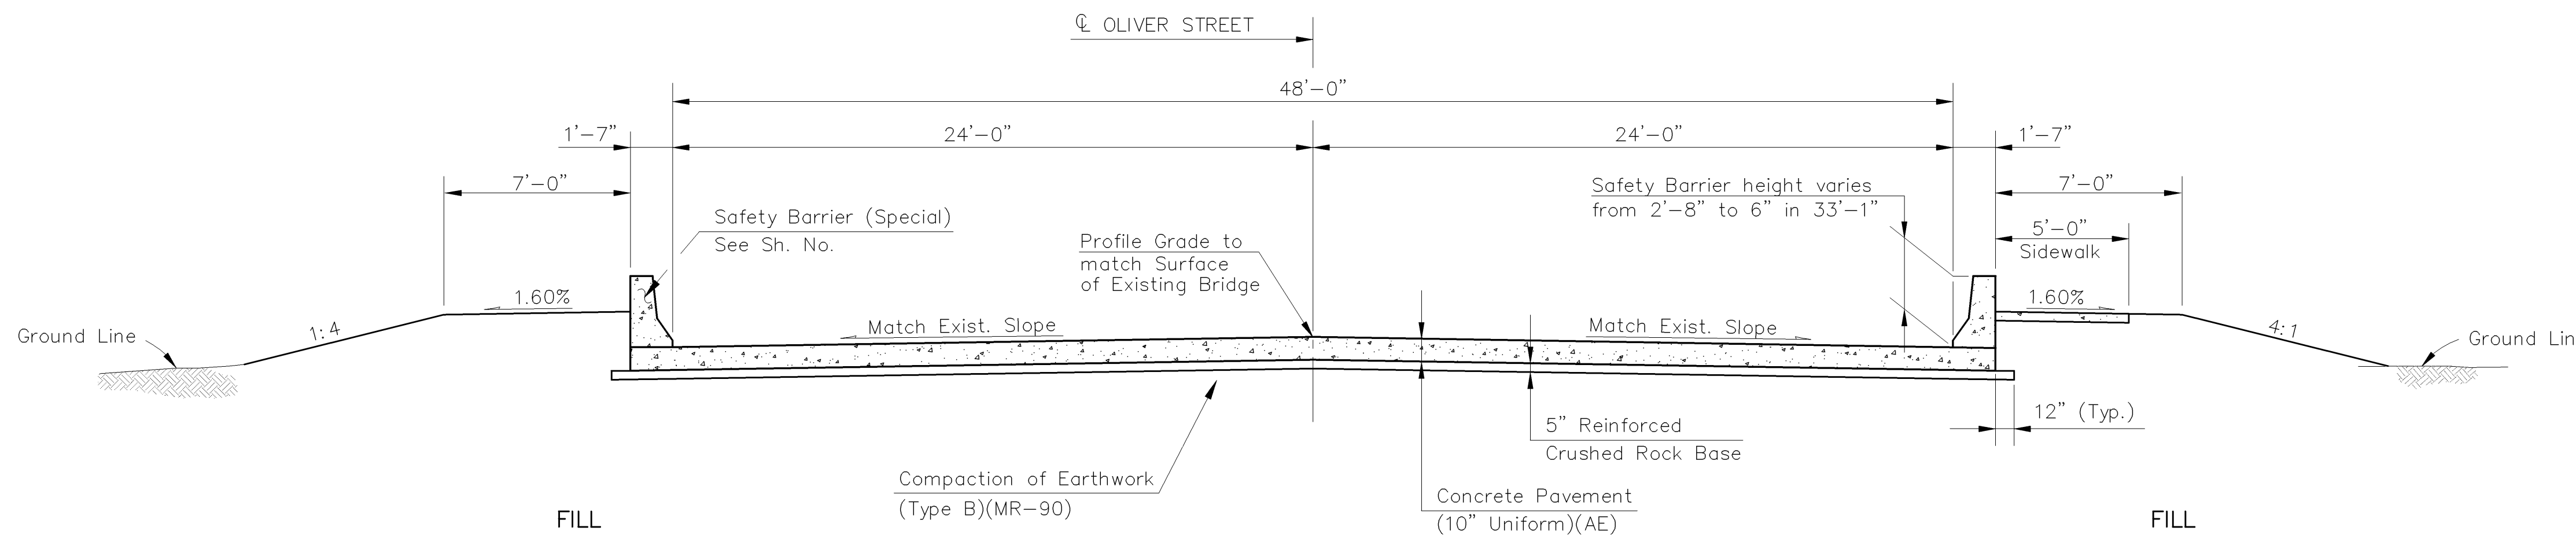 ℄ OLIVER STREET
48'-0"
1'-7"
24'-0"
24'-0"
1'-7"
7'-0"
7'-0"
Safety Barrier (Special)
See Sh. No.
Profile Grade to
match Surface
of Existing Bridge
Safety Barrier height varies
from 2'-8" to 6" in 33'-1"
5'-0"
Sidewalk
1.60%
1.60%
Ground Line
1:4
Match Exist. Slope
Match Exist. Slope
4:1
Ground Lin
12" (Typ.)
5" Reinforced
Crushed Rock Base
Compaction of Earthwork
(Type B)(MR-90)
Concrete Pavement
(10" Uniform)(AE)
FILL
FILL